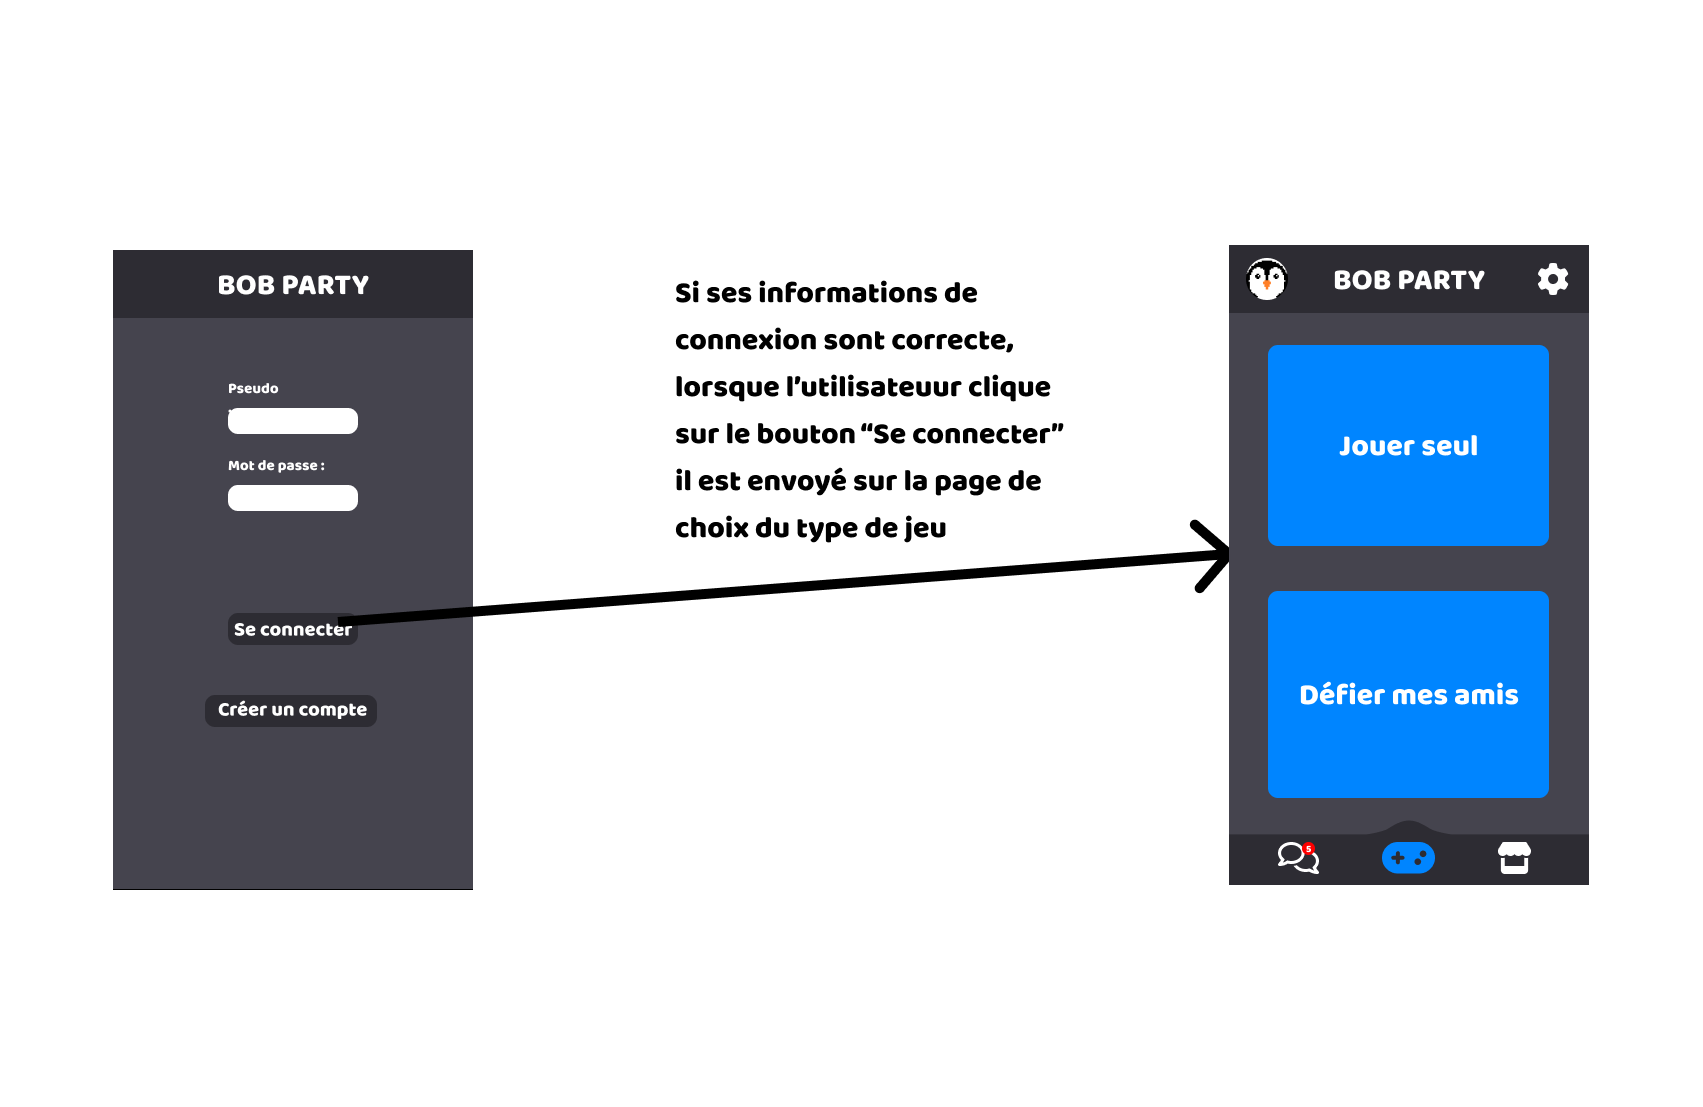 BOB PARTY
Pseudo
Mot de passe :
Se connecter
Créer un compte
Si ses informations de
connexion sont correcte,
lorsque l'utilisateuur clique
sur le bouton “Se connecter”
il est envoyé sur la page de
choix du type de jeu
BOB PARTY
Jouer seul
Défier mes amis
5